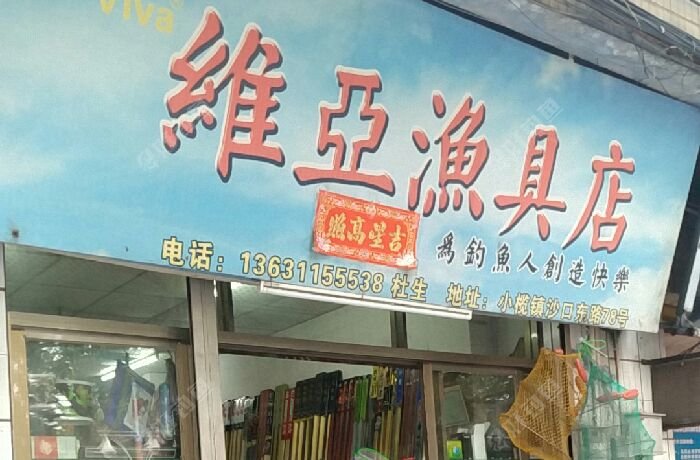 viva®
維亞漁具店
照高星吉
為釣魚人創造快樂
电话：13631155538 杜生 地址：小榄镇沙口东路78号